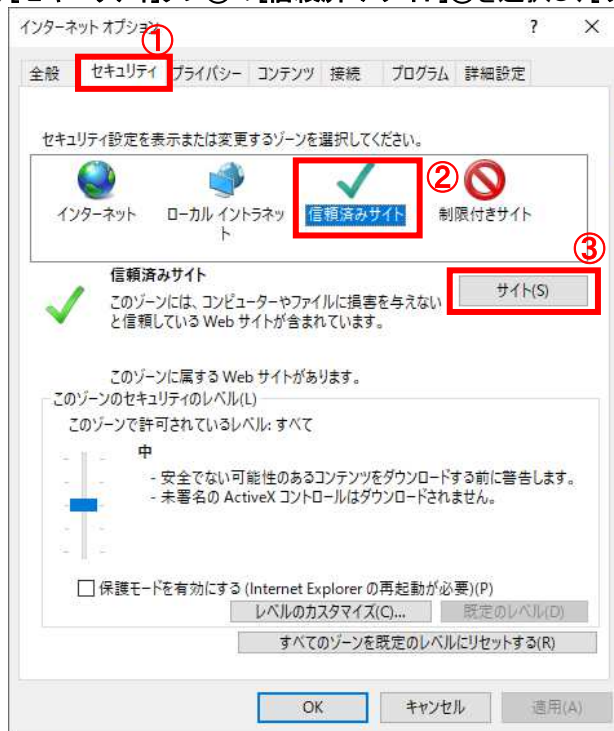 インターネット オプション ? ×
①
全般 セキュリティ プライバシー コンテンツ 接続 プログラム 詳細設定
セキュリティ設定を表示または変更するゾーンを選択してください。
②
インターネット ローカル イントラネット 信頼済みサイト 制限付きサイト
③
信頼済みサイト
サイト(S)
このゾーンには、コンピューターやファイルに損害を与えない
と信頼している Web サイトが含まれています。
このゾーンに属する Web サイトがあります。
このゾーンのセキュリティのレベル(L)
このゾーンで許可されているレベル: すべて
中
- 安全でない可能性のあるコンテンツをダウンロードする前に警告します。
- 未署名の ActiveX コントロールはダウンロードされません。
保護モードを有効にする (Internet Explorer の再起動が必要)(P)
レベルのカスタマイズ(C)... 既定のレベル(D)
すべてのゾーンを既定のレベルにリセットする(R)
OK キャンセル 適用(A)